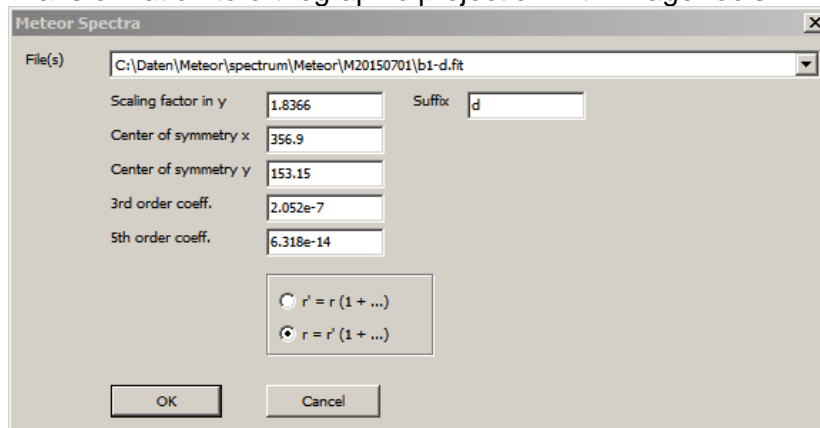 Meteor Spectra
File(s) C:\Daten\Meteor\spectrum\Meteor\M20150701\b1-d.fit
Scaling factor in y 1.8366 Suffix d
Center of symmetry x 356.9
Center of symmetry y 153.15
3rd order coeff. 2.052e-7
5th order coeff. 6.318e-14
r' = r (1 + ...)
r = r' (1 + ...)
OK Cancel